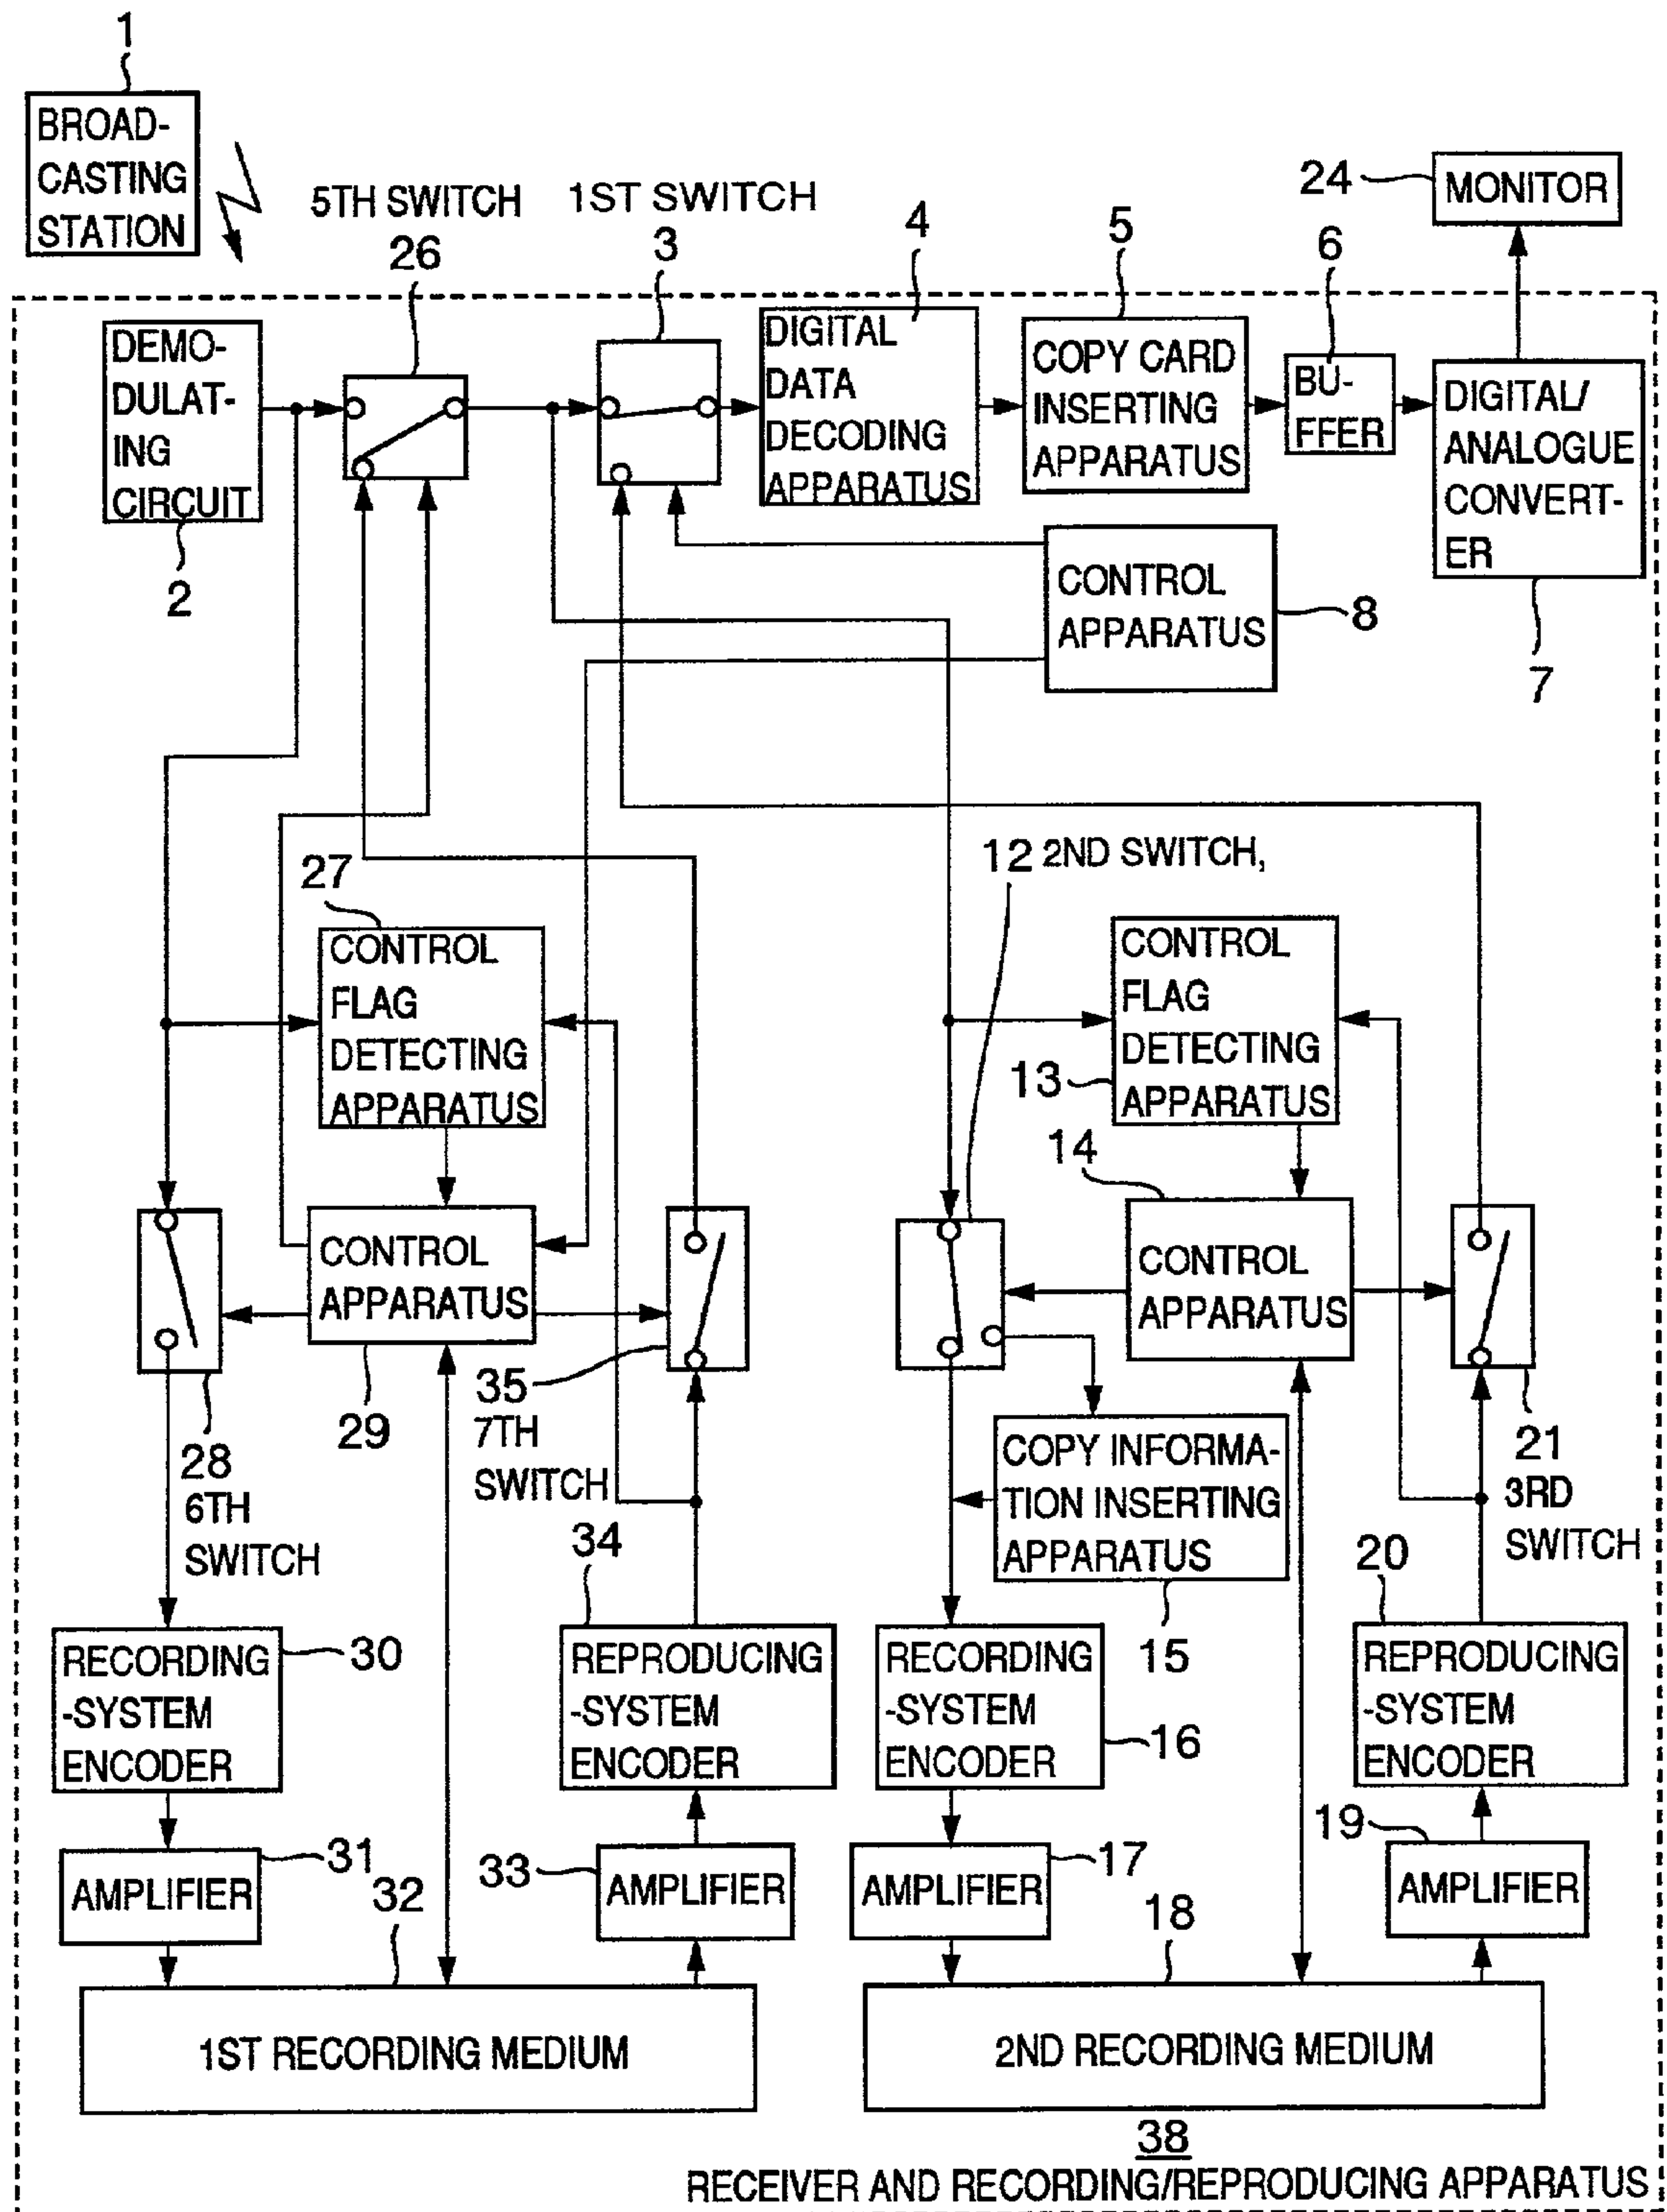 1
BROAD-
CASTING
STATION
5TH SWITCH
26
1ST SWITCH
3
4
5
6
24
MONITOR
DEMO-
DULAT-
ING
CIRCUIT
2
DIGITAL
DATA
DECODING
APPARATUS
COPY CARD
INSERTING
APPARATUS
BU-
FFER
DIGITAL/
ANALOGUE
CONVERT-
ER
7
CONTROL
APPARATUS
8
27
CONTROL
FLAG
DETECTING
APPARATUS
12 2ND SWITCH,
CONTROL
FLAG
DETECTING
APPARATUS
13
14
CONTROL
APPARATUS
29
CONTROL
APPARATUS
28
6TH
SWITCH
35
7TH
SWITCH
COPY INFORMA-
TION INSERTING
APPARATUS
15
21
3RD
SWITCH
RECORDING
-SYSTEM
ENCODER
30
34
REPRODUCING
-SYSTEM
ENCODER
RECORDING
-SYSTEM
ENCODER
16
20
REPRODUCING
-SYSTEM
ENCODER
AMPLIFIER
31
32
33
AMPLIFIER
AMPLIFIER
17
18
19
AMPLIFIER
1ST RECORDING MEDIUM
2ND RECORDING MEDIUM
38
RECEIVER AND RECORDING/REPRODUCING APPARATUS